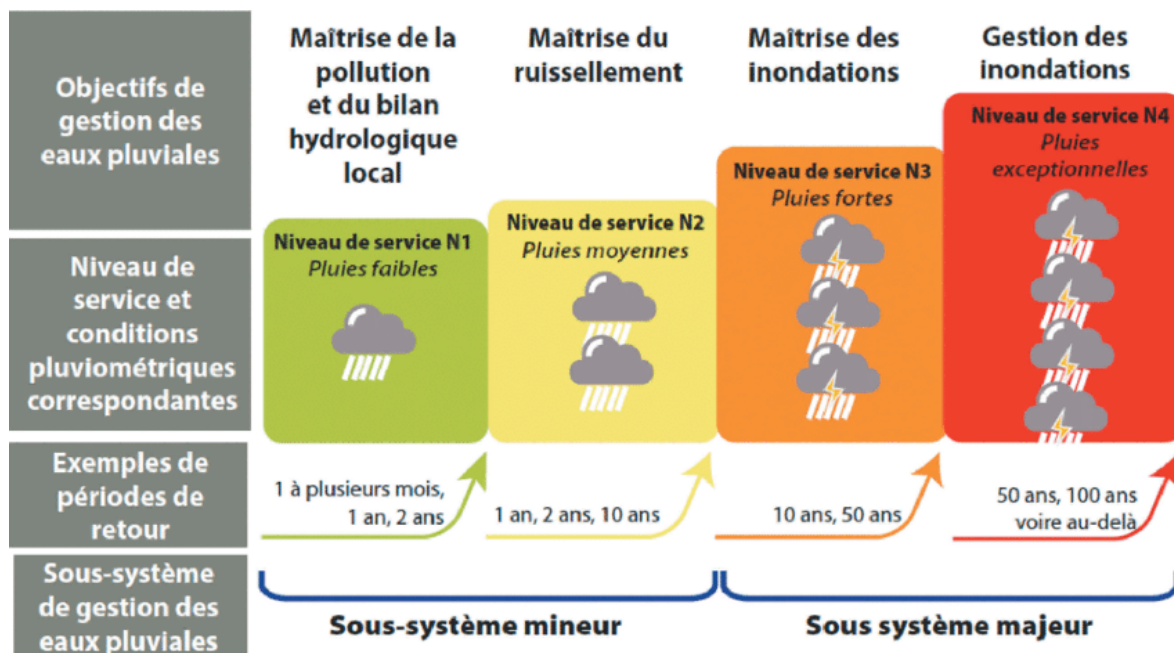 Objectifs de
gestion des
eaux pluviales
Maîtrise de la
pollution
et du bilan
hydrologique
local
Maîtrise du
ruissellement
Maîtrise des
inondations
Gestion des
inondations
Niveau de
service et
conditions
pluviométriques
correspondantes
Niveau de service N1
Pluies faibles
Niveau de service N2
Pluies moyennes
Niveau de service N3
Pluies fortes
Niveau de service N4
Pluies
exceptionnelles
Exemples de
périodes de
retour
1 à plusieurs mois,
1 an, 2 ans
1 an, 2 ans, 10 ans
10 ans, 50 ans
50 ans, 100 ans
voire au-delà
Sous-système
de gestion des
eaux pluviales
Sous-système mineur
Sous système majeur